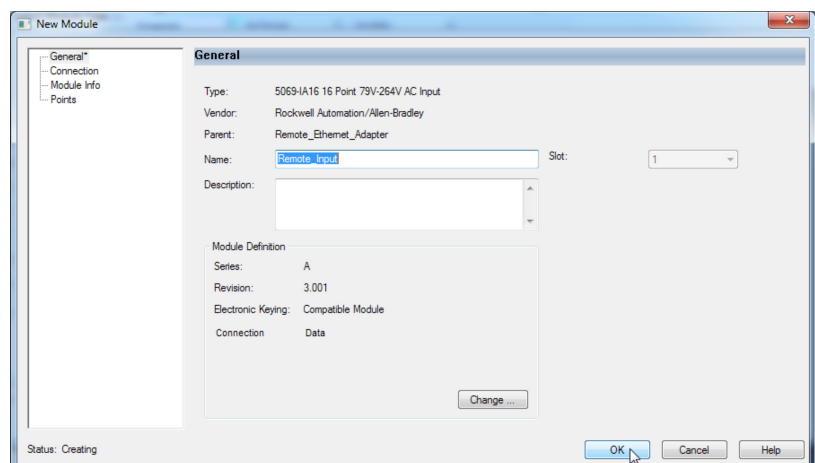 New Module
General*
Connection
Module Info
Points
General
Type: 5069-IA16 16 Point 79V-264V AC Input
Vendor: Rockwell Automation/Allen-Bradley
Parent: Remote_Ethernet_Adapter
Name: Remote_Input Slot: 1
Description:
Module Definition
Series: A
Revision: 3.001
Electronic Keying: Compatible Module
Connection Data
Change ...
Status: Creating OK Cancel Help